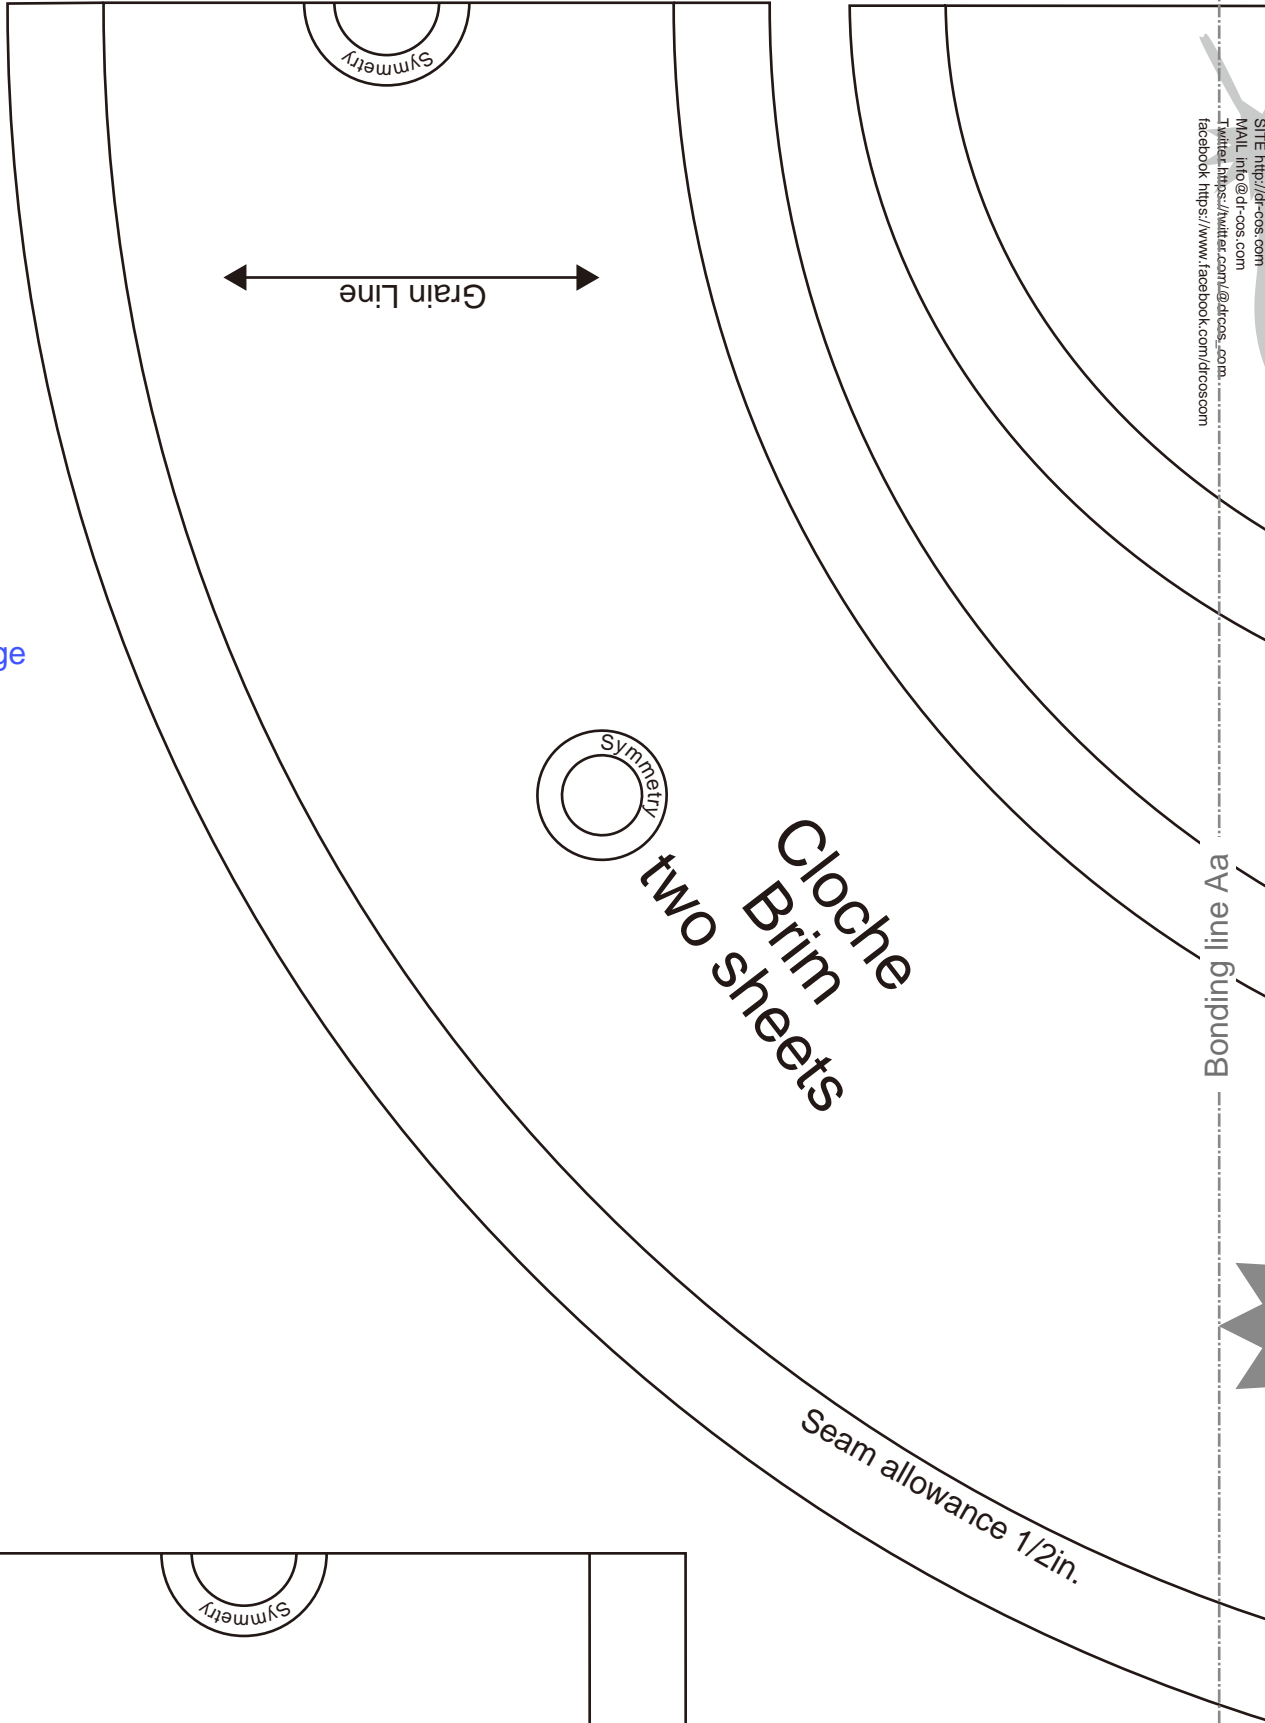 Symmetry
SITE http://dr-cos.com
MAIL info@dr-cos.com
Twitter https://twitter.com/@drcos_com
facebook https://www.facebook.com/drcoscom
Grain Line
ge
Symmetry
Cloche
Brim
two sheets
Bonding line Aa
Seam allowance 1/2in.
Symmetry